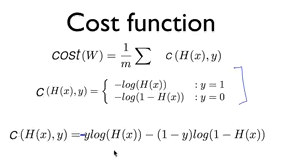 Cost function
cost(W) = 1/m ∑ c(H(x), y)
C(H(x), y) = { -log(H(x)) : y = 1
-log(1 - H(x)) : y = 0
C(H(x), y) = -ylog(H(x)) - (1 - y)log(1 - H(x))